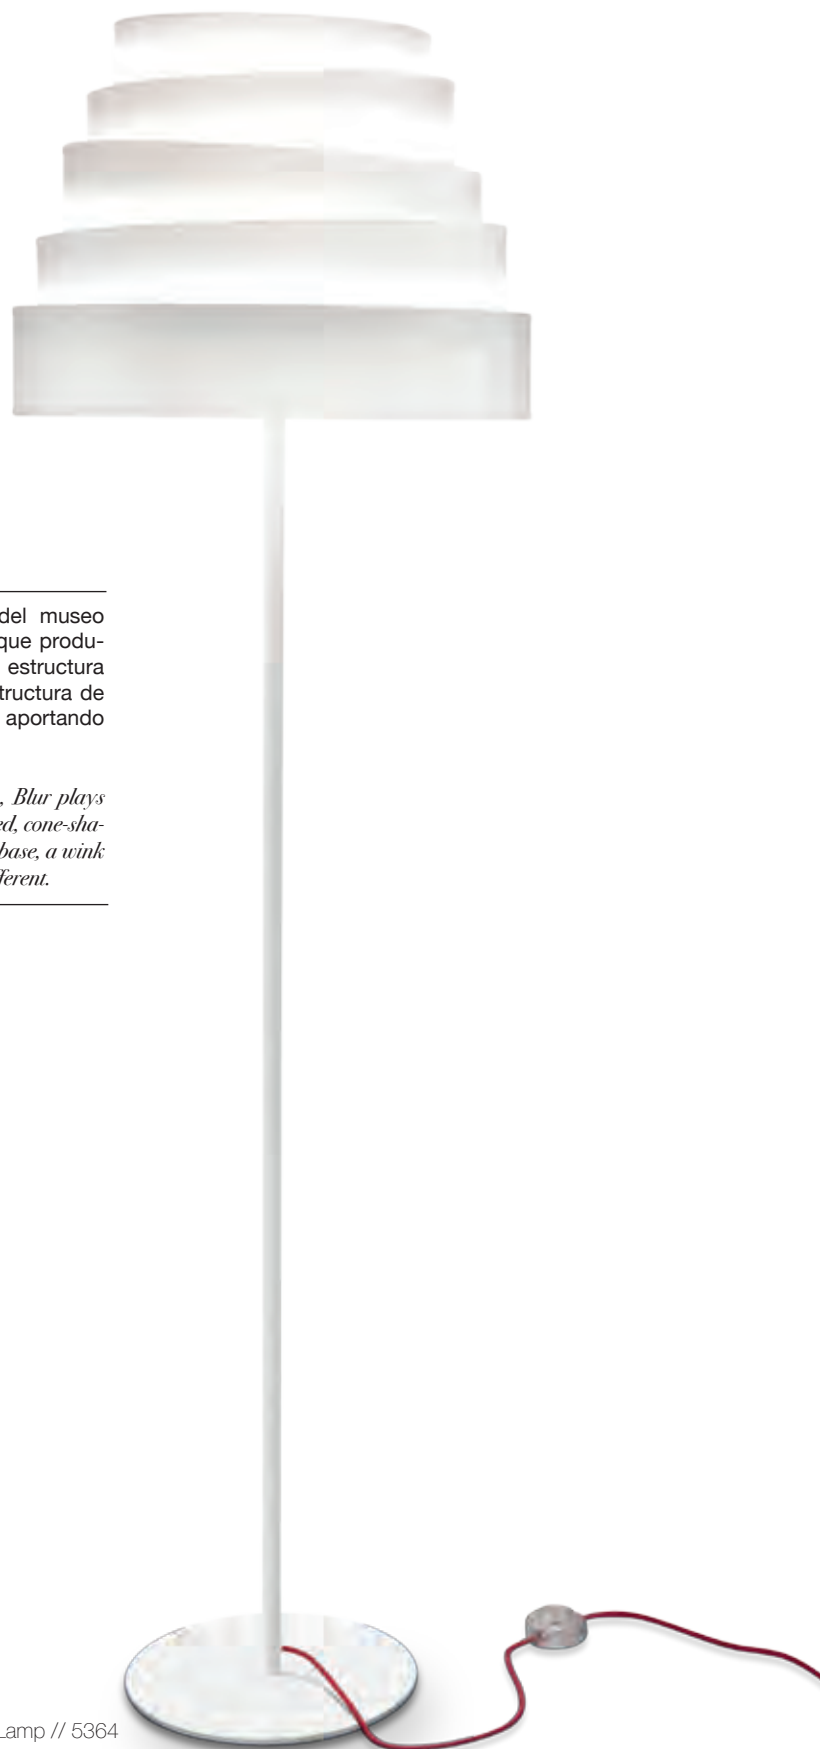 del museo
que produ-
estructura
tructura de
aportando
, Blur plays
ed, cone-sha-
base, a wink
fferent.
Lamp // 5364